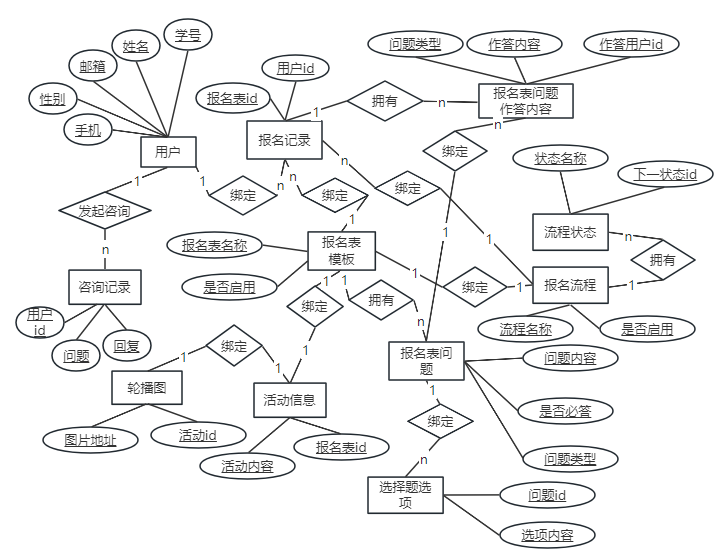 学号
姓名
问题类型
作答内容
作答用户id
邮箱
用户id
性别
报名表id
1
拥有
n
报名表问题
作答内容
手机
用户
报名记录
n
绑定
状态名称
下一状态id
1
1
绑定
n
n
绑定
n
绑定
发起咨询
1
1
1
流程状态
n
n
报名表名称
报名表
模板
拥有
咨询记录
是否启用
1
1
1
绑定
1
报名流程
1
绑定
拥有
用户
id
问题
回复
n
流程名称
是否启用
1
绑定
1
1
报名表问
题
问题内容
轮播图
活动信息
1
是否必答
图片地址
活动id
绑定
报名表id
活动内容
n
问题类型
选择题选
项
问题id
选项内容